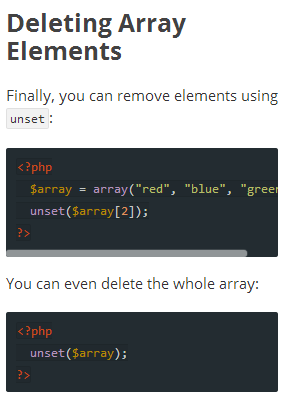 Deleting Array
Elements
Finally, you can remove elements using
unset:
<?php
$array = array("red", "blue", "green
unset($array[2]);
?>
You can even delete the whole array:
<?php
unset($array);
?>